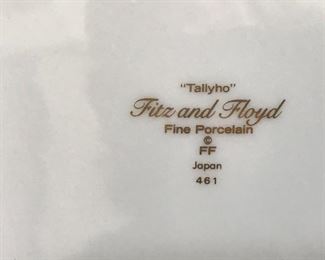 "Tallyho"
Fitz and Floyd
Fine Porcelain
©
FF
Japan
461